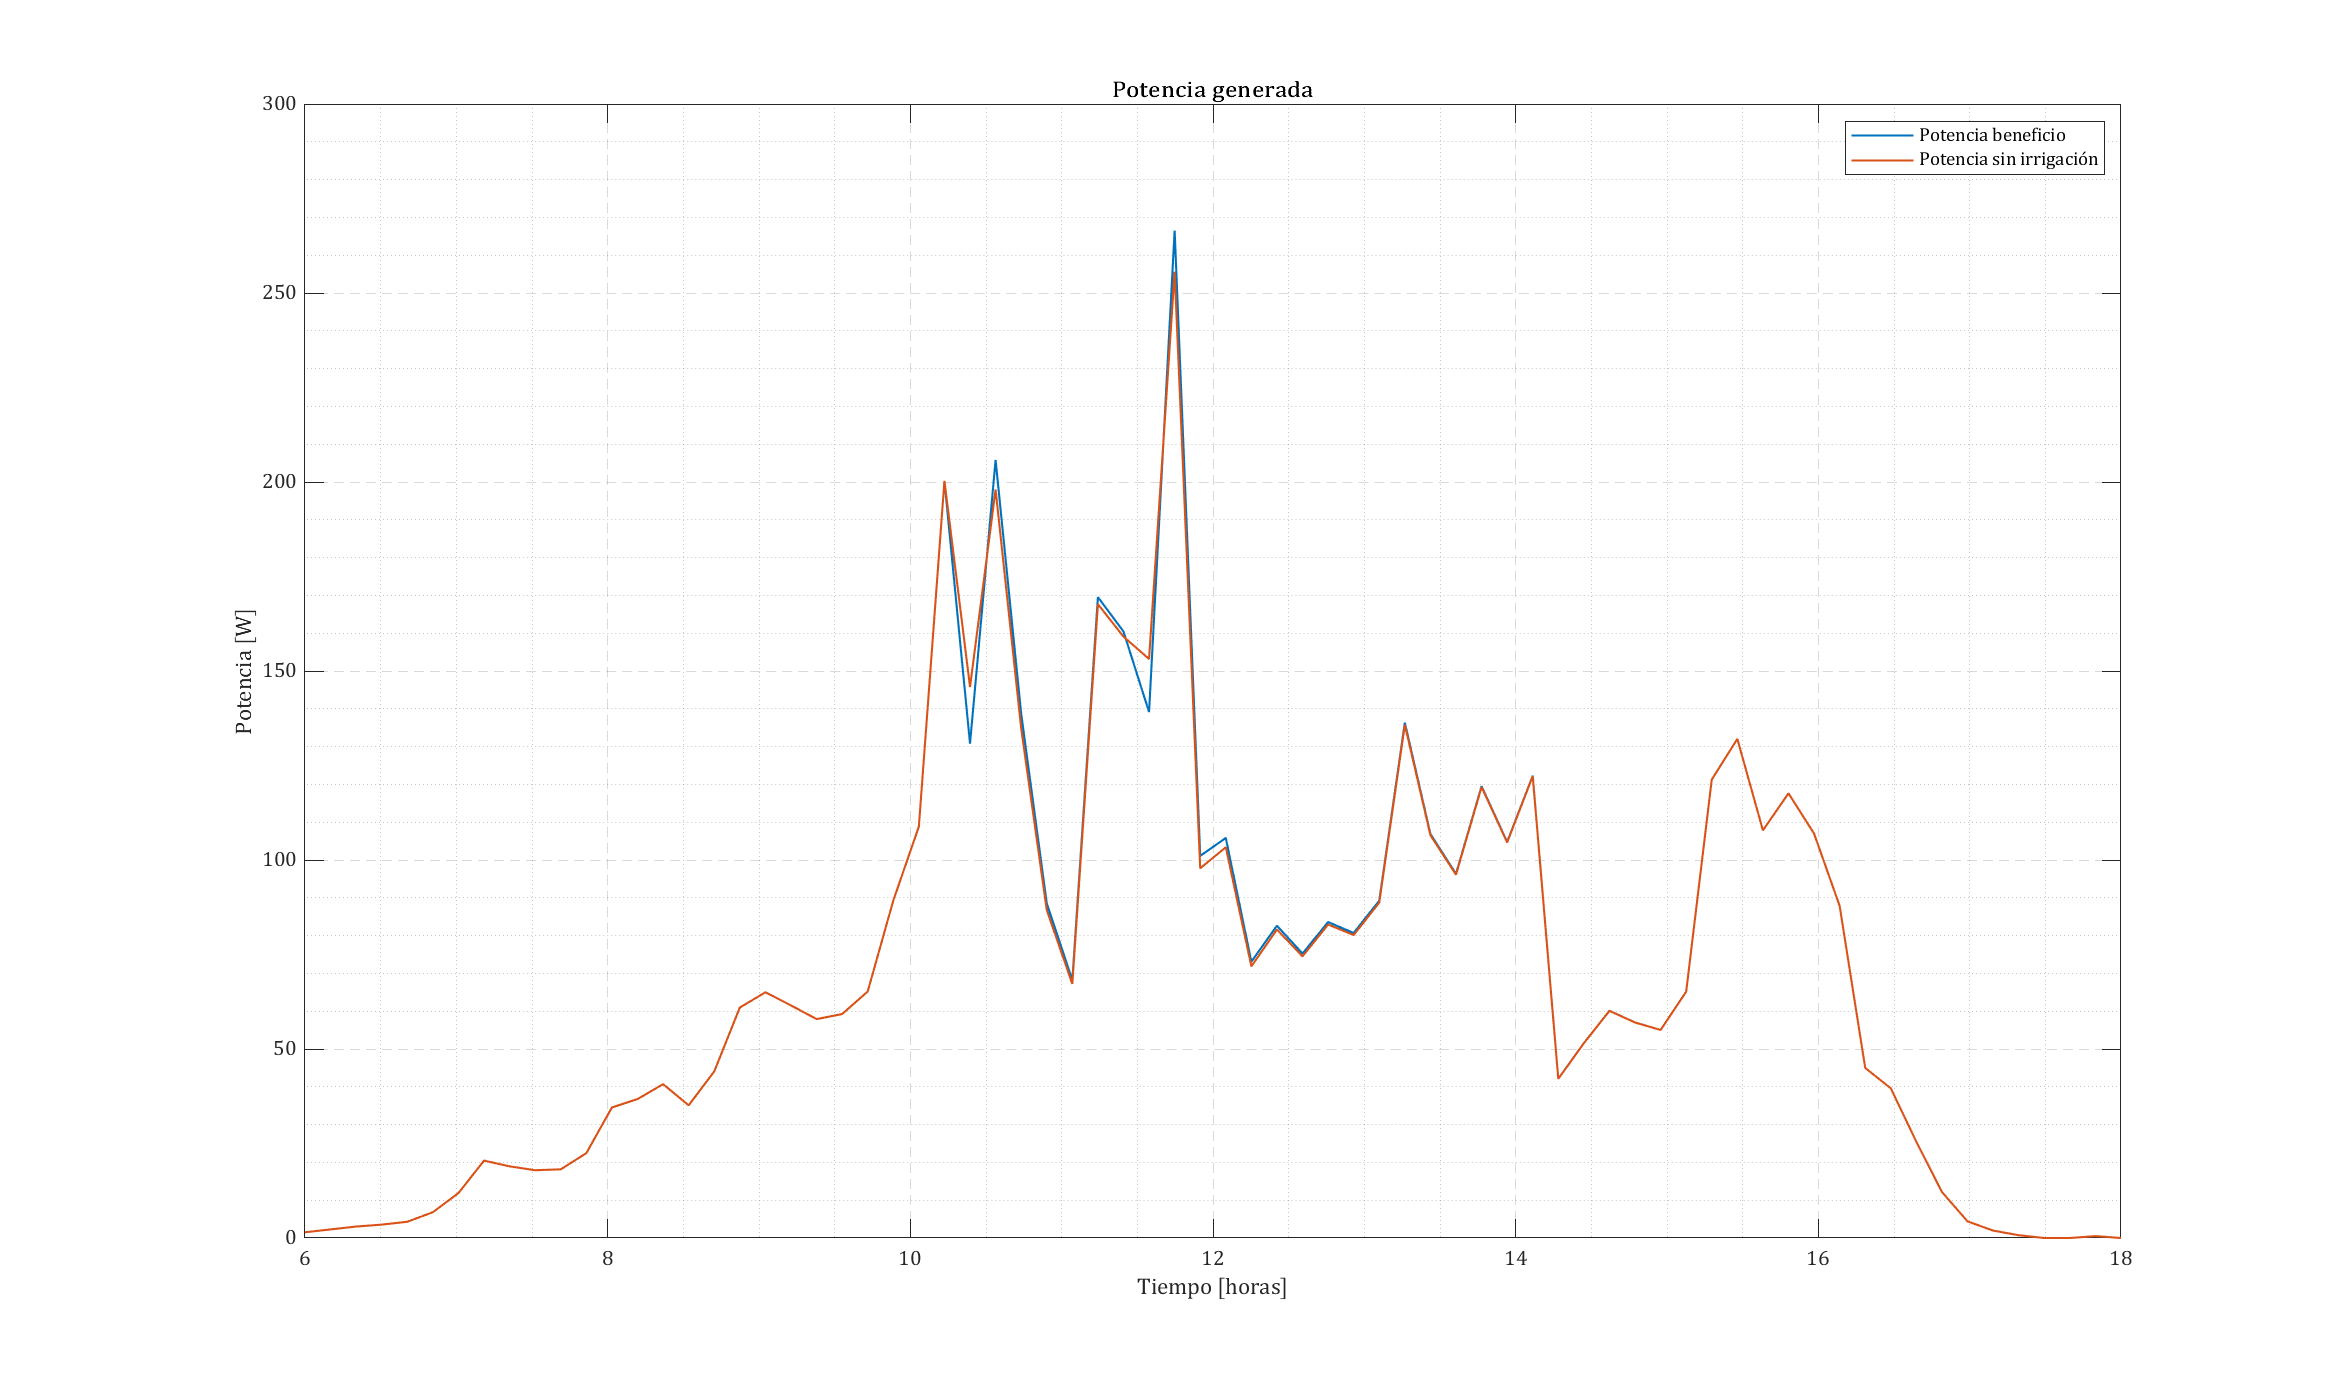 Potencia generada
300
250
200
150
100
50
0
Potencia [W]
Potencia beneficio
Potencia sin irrigación
6 8 10 12 14 16 18
Tiempo [horas]